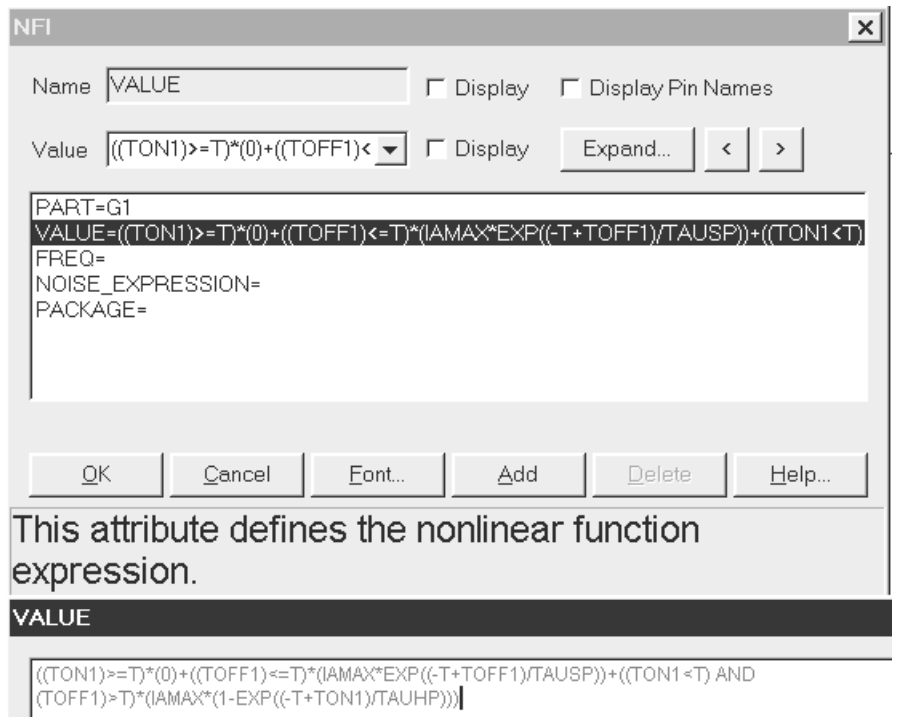 NFI
Name VALUE Display Display Pin Names
Value ((TON1)>=T)*(0)+((TOFF1)< Display Expand... < >
PART=G1
VALUE=((TON1)>=T)*(0)+((TOFF1)<=T)*(IAMAX*EXP((-T+TOFF1)/TAUSP))+((TON1<T)
FREQ=
NOISE_EXPRESSION=
PACKAGE=
OK Cancel Font... Add Delete Help...
This attribute defines the nonlinear function
expression.
VALUE
((TON1)>=T)*(0)+((TOFF1)<=T)*(IAMAX*EXP((-T+TOFF1)/TAUSP))+((TON1<T) AND
(TOFF1)>T)*(IAMAX*(1-EXP((-T+TON1)/TAUHP)))